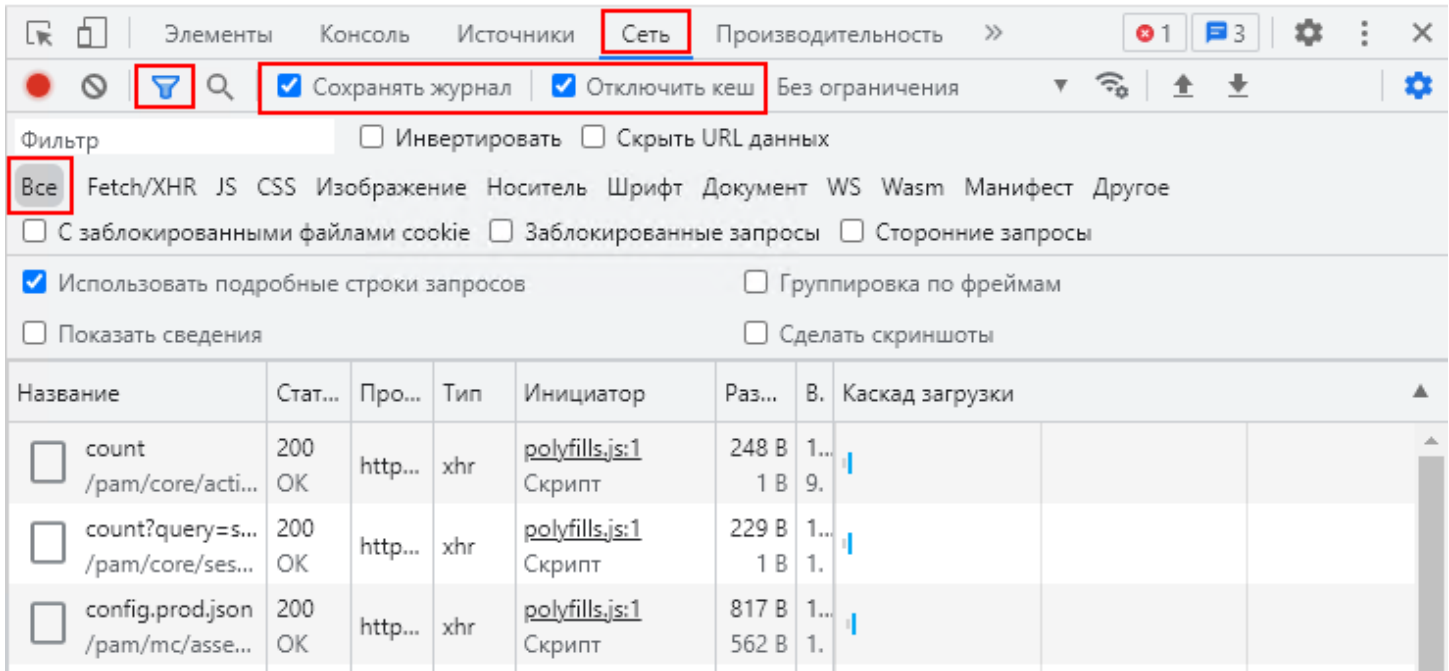 Элементы Консоль Источники Сеть Производительность » 1 3
Сохранять журнал Отключить кеш Без ограничения
Фильтр Инвертировать Скрыть URL данных
Все Fetch/XHR JS CSS Изображение Носитель Шрифт Документ WS Wasm Манифест Другое
С заблокированными файлами cookie Заблокированные запросы Сторонние запросы
Использовать подробные строки запросов Группировка по фреймам
Показать сведения Сделать скриншоты
Название Стат... Про... Тип Инициатор Раз... В. Каскад загрузки
count 200 http... xhr polyfills.js:1 248 B 1...
/pam/core/acti... OK Скрипт 1 B 9.
count?query=s... 200 http... xhr polyfills.js:1 229 B 1...
/pam/core/ses... OK Скрипт 1 B 1.
config.prod.json 200 http... xhr polyfills.js:1 817 B 1...
/pam/mc/asse... OK Скрипт 562 B 1.